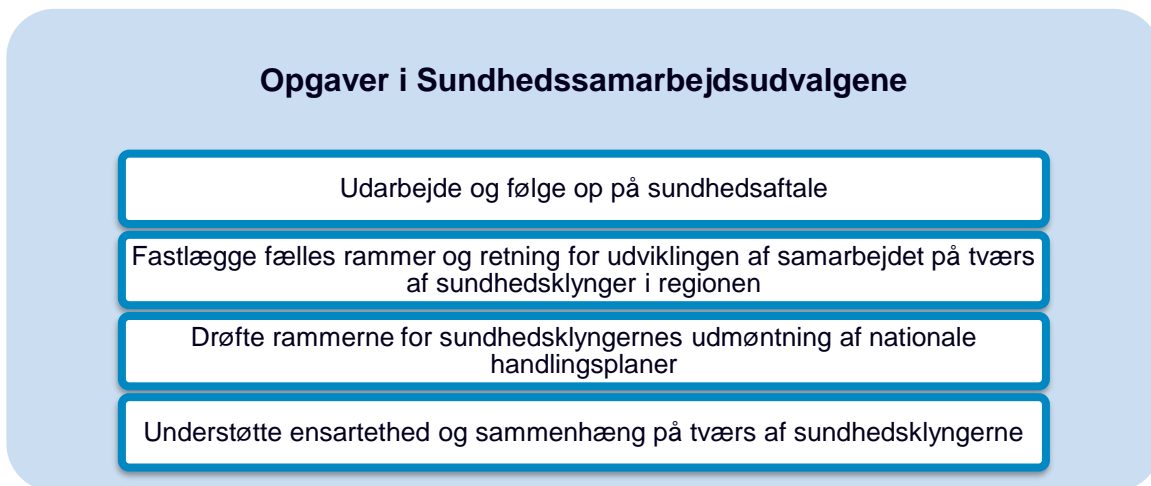 Opgaver i Sundhedssamarbejdsudvalgene
Udarbejde og følge op på sundhedsaftale
Fastlægge fælles rammer og retning for udviklingen af samarbejdet på tværs
af sundhedsklynger i regionen
Drøfte rammerne for sundhedsklyngernes udmøntning af nationale
handlingsplaner
Understøtte ensartethed og sammenhæng på tværs af sundhedsklyngerne